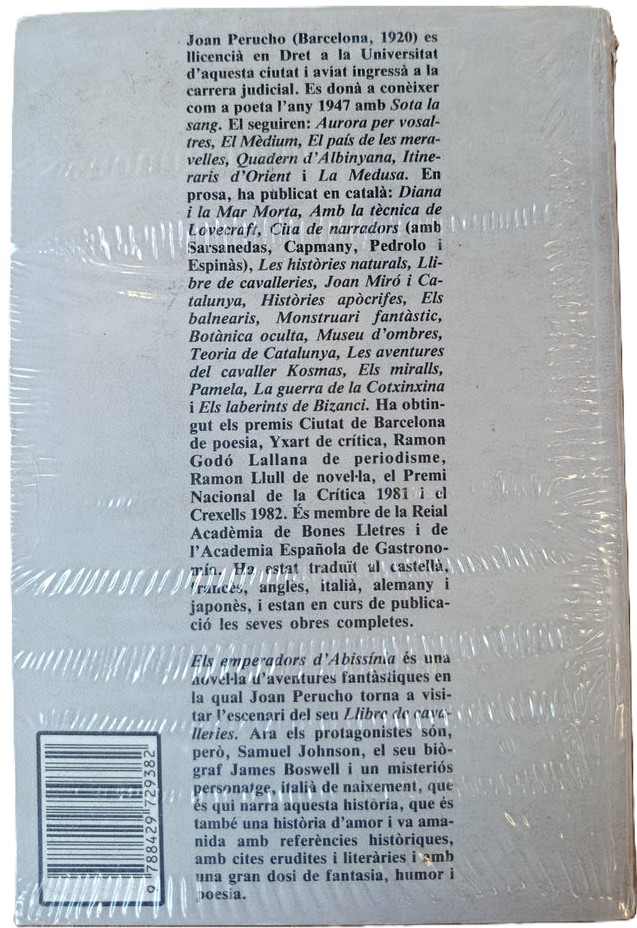 Joan Perucho (Barcelona, 1920) es
llicencià en Dret a la Universitat
d'aquesta ciutat i aviat ingressà a la
carrera judicial. Es donà a conèixer
com a poeta l'any 1947 amb Sota la
sang. El seguiren: Aurora per vosal-
tres, El Mèdium, El país de les mera-
velles, Quadern d'Albinyana, Itine-
raris d'Orient i La Medusa. En
prosa, ha publicat en català: Diana
i la Mar Morta, Amb la tècnica de
Lovecraft, Cita de narradors (amb
Sarsanedas, Capmany, Pedrolo i
Espinàs), Les històries naturals, Lli-
bre de cavalleries, Joan Miró i Ca-
talunya, Històries apòcrifes, Els
balnearis, Monstruari fantàstic,
Botànica oculta, Museu d'ombres,
Teoria de Catalunya, Les aventures
del cavaller Kosmas, Els miralls,
Pamela, La guerra de la Cotxinxina
i Els laberints de Bizanci. Ha obtin-
gut els premis Ciutat de Barcelona
de poesia, Yxart de crítica, Ramon
Godó Lallana de periodisme,
Ramon Llull de novel·la, el Premi
Nacional de la Crítica 1981 i el
Crexells 1982. És membre de la Reial
Acadèmia de Bones Lletres i de
l'Academia Española de Gastrono-
mía. Ha estat traduït al castellà,
francès, anglès, italià, alemany i
japonès, i estan en curs de publica-
ció les seves obres completes.
Els emperadors d'Abissínia és una
novel·la d'aventures fantàstiques en
la qual Joan Perucho torna a visi-
tar l'escenari del seu Llibre de cava-
lleries. Ara els protagonistes són,
però, Samuel Johnson, el seu biò-
graf James Boswell i un misteriós
personatge, italià de naixement, que
és qui narra aquesta història, que és
també una història d'amor i va ama-
nida amb referències històriques,
amb cites erudites i literàries i amb
una gran dosi de fantasia, humor i
poesia.
9 788429 729382